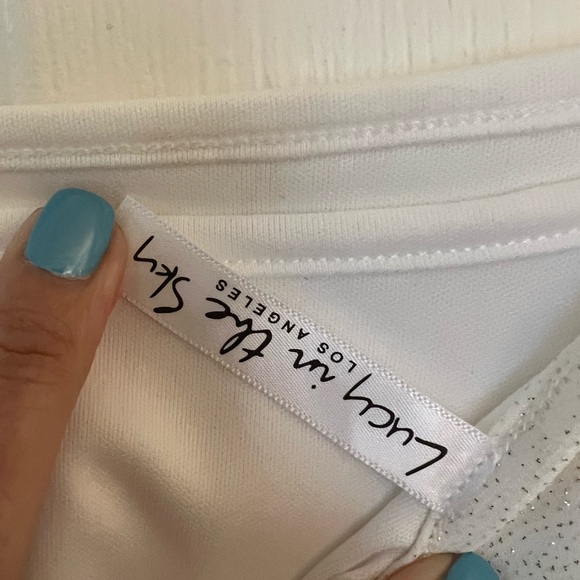 Lucy in the Sky
LOS ANGELES